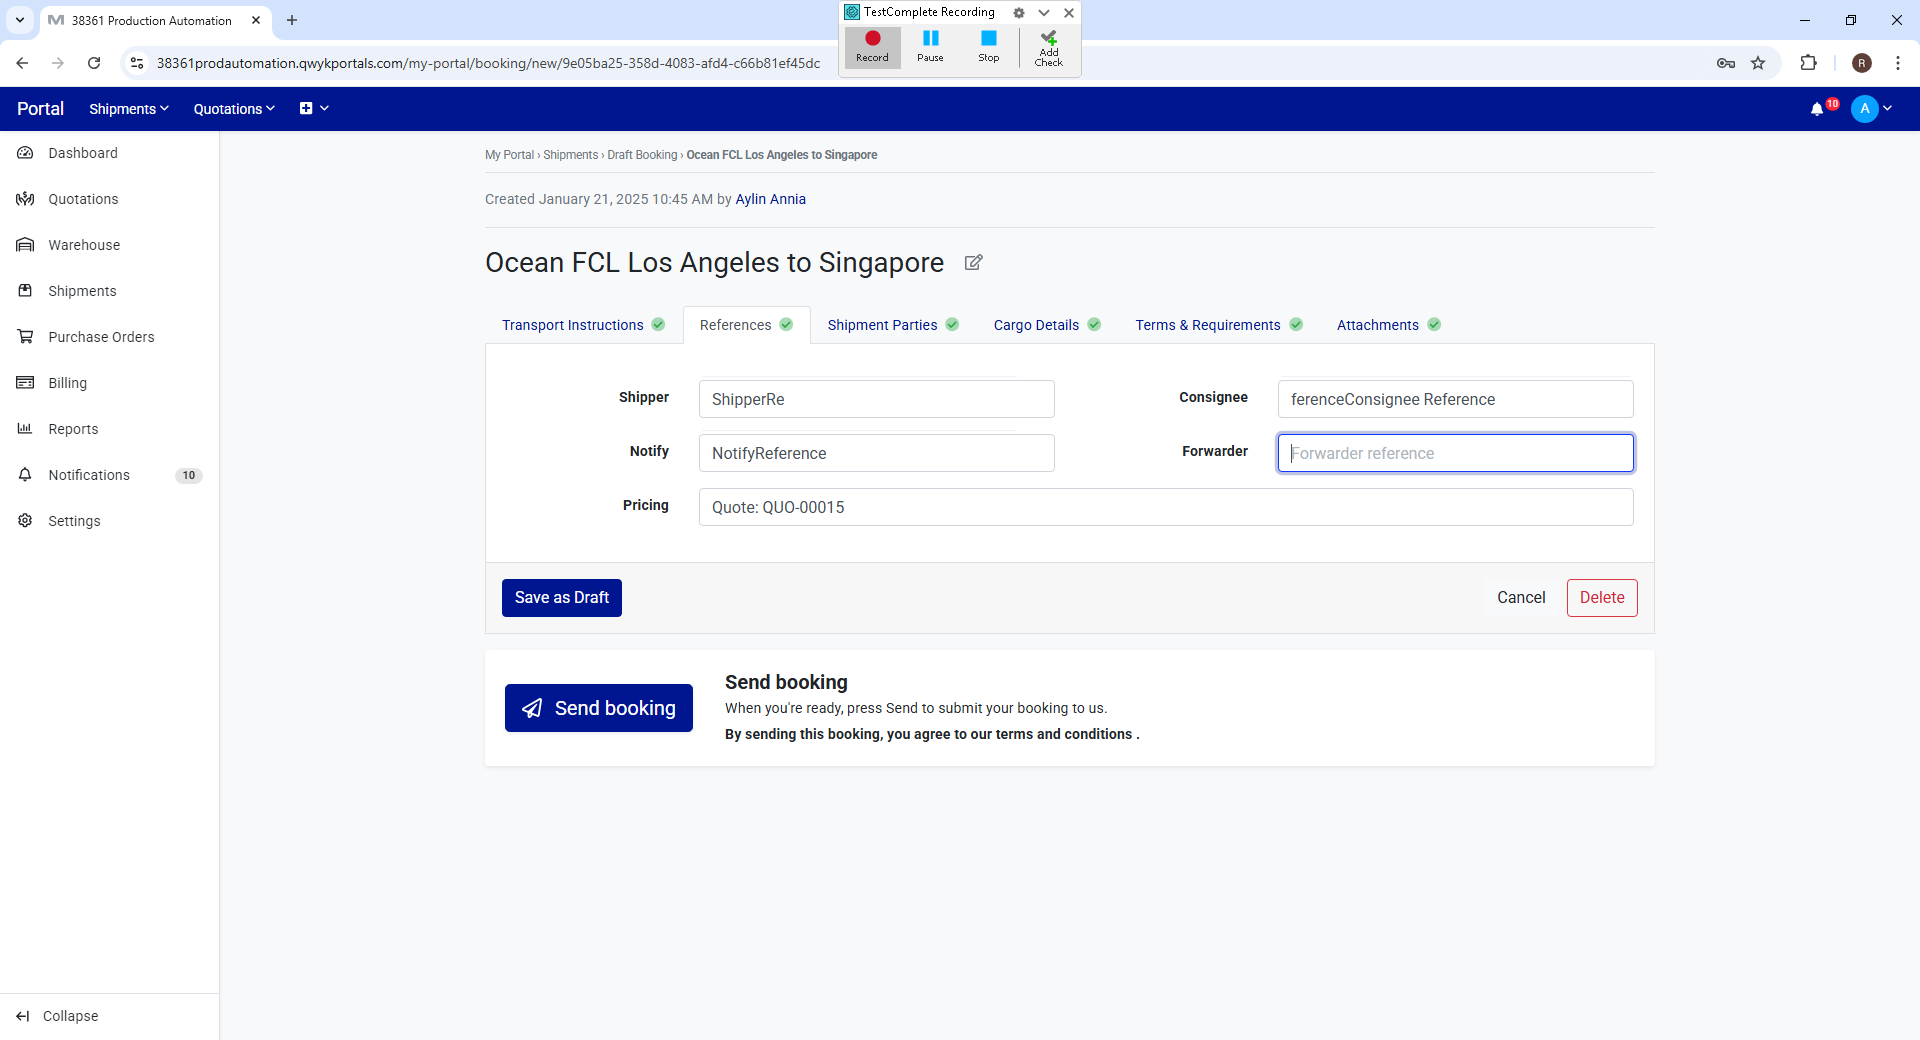 38361 Production Automation
TestComplete Recording
Record
Pause
Stop
Add
Check
38361prodautomation.qwykportals.com/my-portal/booking/new/9e05ba25-358d-4083-afd4-c66b81ef45dc
R
Portal
Shipments
Quotations
10
A
Dashboard
Quotations
Warehouse
Shipments
Purchase Orders
Billing
Reports
Notifications 10
Settings
Collapse
My Portal › Shipments › Draft Booking › Ocean FCL Los Angeles to Singapore
Created January 21, 2025 10:45 AM by Aylin Annia
Ocean FCL Los Angeles to Singapore
Transport Instructions
References
Shipment Parties
Cargo Details
Terms & Requirements
Attachments
Shipper ShipperRe
Consignee ferenceConsignee Reference
Notify NotifyReference
Forwarder Forwarder reference
Pricing Quote: QUO-00015
Save as Draft
Cancel
Delete
Send booking
Send booking
When you're ready, press Send to submit your booking to us.
By sending this booking, you agree to our terms and conditions .